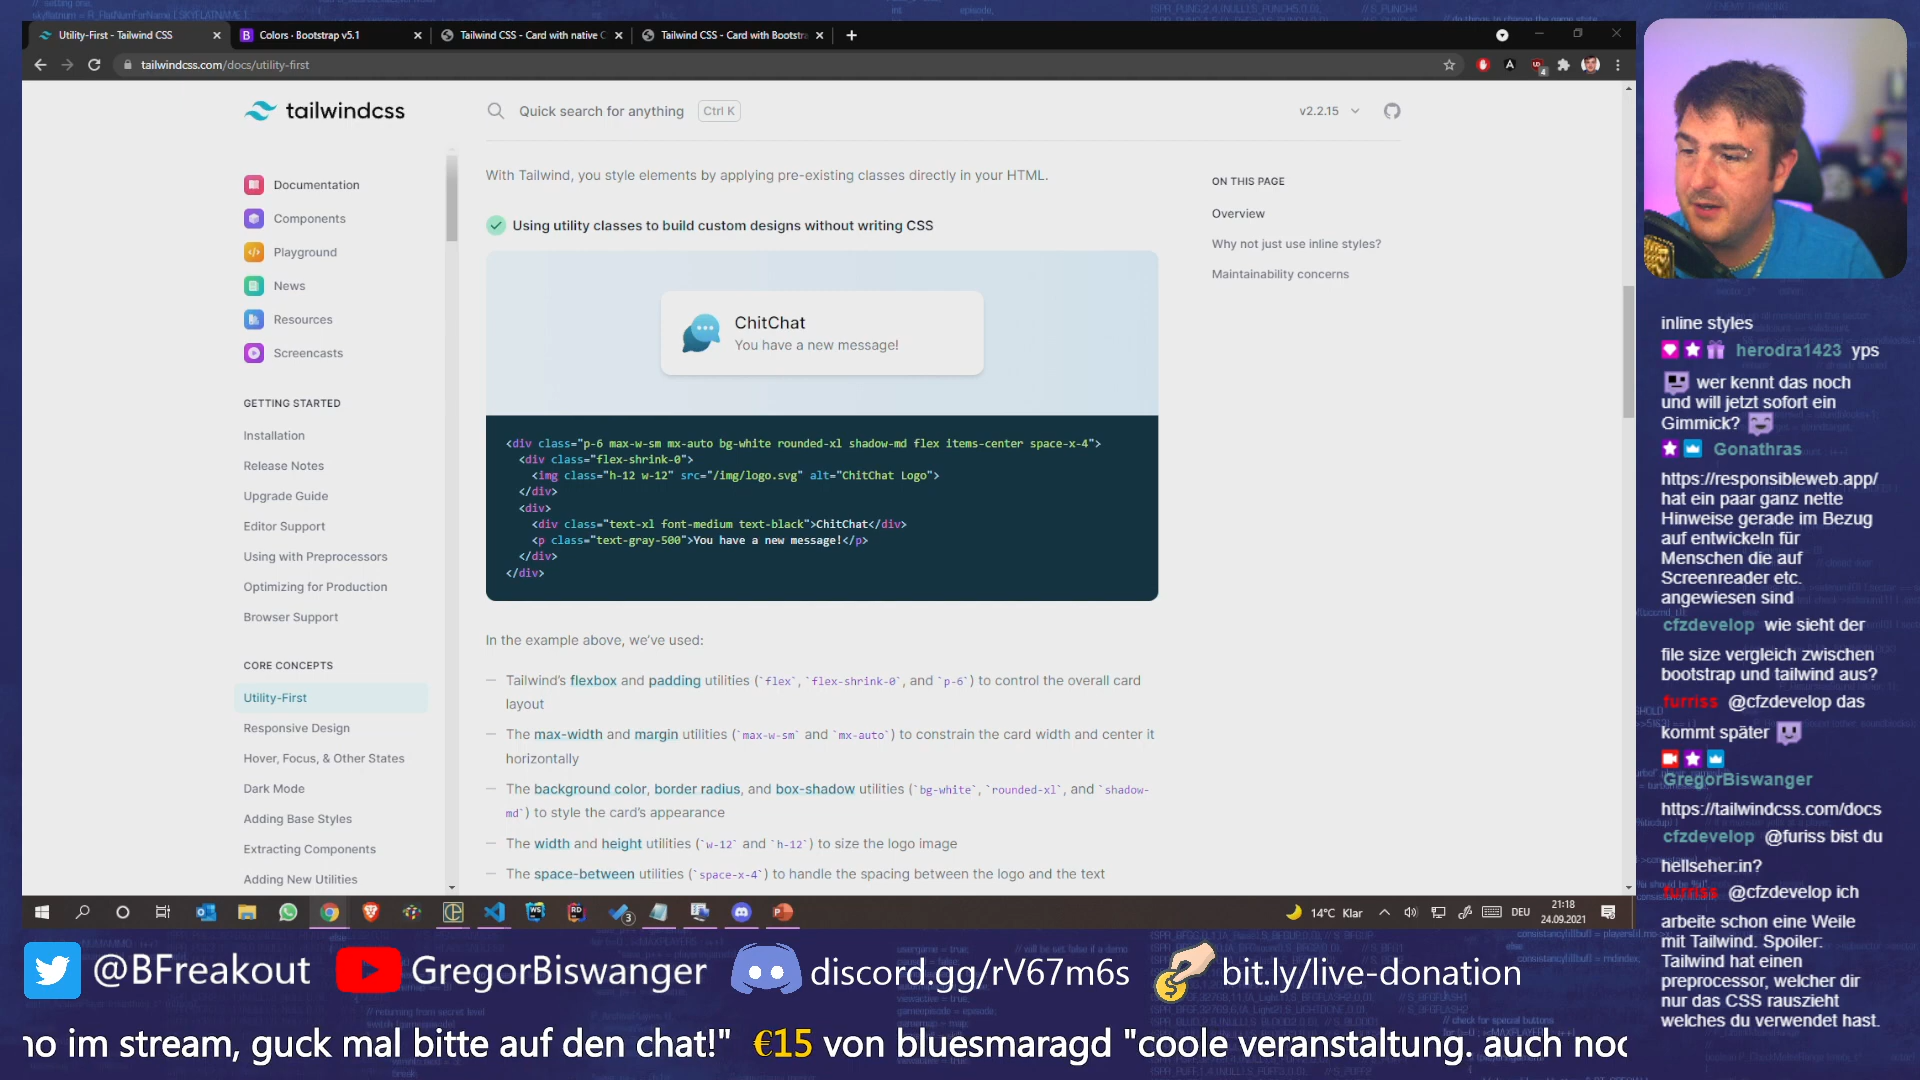 Utility-First - Tailwind CSS
Colors · Bootstrap v5.1
Tailwind CSS - Card with native C
Tailwind CSS - Card with Bootstra
tailwindcss.com/docs/utility-first
tailwindcss
Quick search for anything
Ctrl K
v2.2.15
Documentation
Components
Playground
News
Resources
Screencasts
GETTING STARTED
Installation
Release Notes
Upgrade Guide
Editor Support
Using with Preprocessors
Optimizing for Production
Browser Support
CORE CONCEPTS
Utility-First
Responsive Design
Hover, Focus, & Other States
Dark Mode
Adding Base Styles
Extracting Components
Adding New Utilities
With Tailwind, you style elements by applying pre-existing classes directly in your HTML.
Using utility classes to build custom designs without writing CSS
ChitChat
You have a new message!
<div class="p-6 max-w-sm mx-auto bg-white rounded-xl shadow-md flex items-center space-x-4">
<div class="flex-shrink-0">
<img class="h-12 w-12" src="/img/logo.svg" alt="ChitChat Logo">
</div>
<div>
<div class="text-xl font-medium text-black">ChitChat</div>
<p class="text-gray-500">You have a new message!</p>
</div>
</div>
In the example above, we've used:
— Tailwind's flexbox and padding utilities (`flex`, `flex-shrink-0`, and `p-6`) to control the overall card
layout
— The max-width and margin utilities (`max-w-sm` and `mx-auto`) to constrain the card width and center it
horizontally
— The background color, border radius, and box-shadow utilities (`bg-white`, `rounded-xl`, and `shadow-
md`) to style the card's appearance
— The width and height utilities (`w-12` and `h-12`) to size the logo image
— The space-between utilities (`space-x-4`) to handle the spacing between the logo and the text
ON THIS PAGE
Overview
Why not just use inline styles?
Maintainability concerns
14°C Klar
DEU
21:18
24.09.2021
inline styles
herodra1423 yps
wer kennt das noch
und will jetzt sofort ein
Gimmick?
Gonathras
https://responsibleweb.app/
hat ein paar ganz nette
Hinweise gerade im Bezug
auf entwickeln für
Menschen die auf
Screenreader etc.
angewiesen sind
cfzdevelop wie sieht der
file size vergleich zwischen
bootstrap und tailwind aus?
furriss @cfzdevelop das
kommt später
GregorBiswanger
https://tailwindcss.com/docs
cfzdevelop @furiss bist du
hellseher:in?
furriss @cfzdevelop ich
arbeite schon eine Weile
mit Tailwind. Spoiler:
Tailwind hat einen
preprocessor, welcher dir
nur das CSS rauszieht
welches du verwendet hast.
@BFreakout
GregorBiswanger
discord.gg/rV67m6s
bit.ly/live-donation
no im stream, guck mal bitte auf den chat!" €15 von bluesmaragd "coole veranstaltung. auch noc